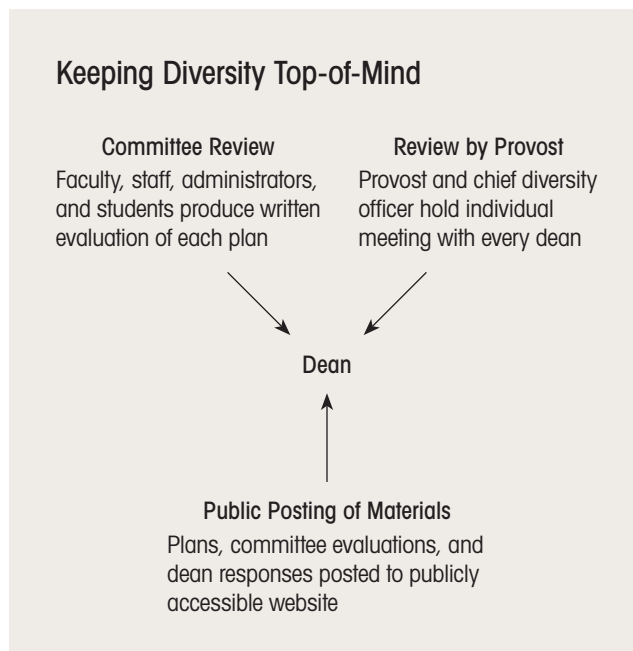 Keeping Diversity Top-of-Mind
Committee Review
Faculty, staff, administrators,
and students produce written
evaluation of each plan
Review by Provost
Provost and chief diversity
officer hold individual
meeting with every dean
Dean
Public Posting of Materials
Plans, committee evaluations, and
dean responses posted to publicly
accessible website